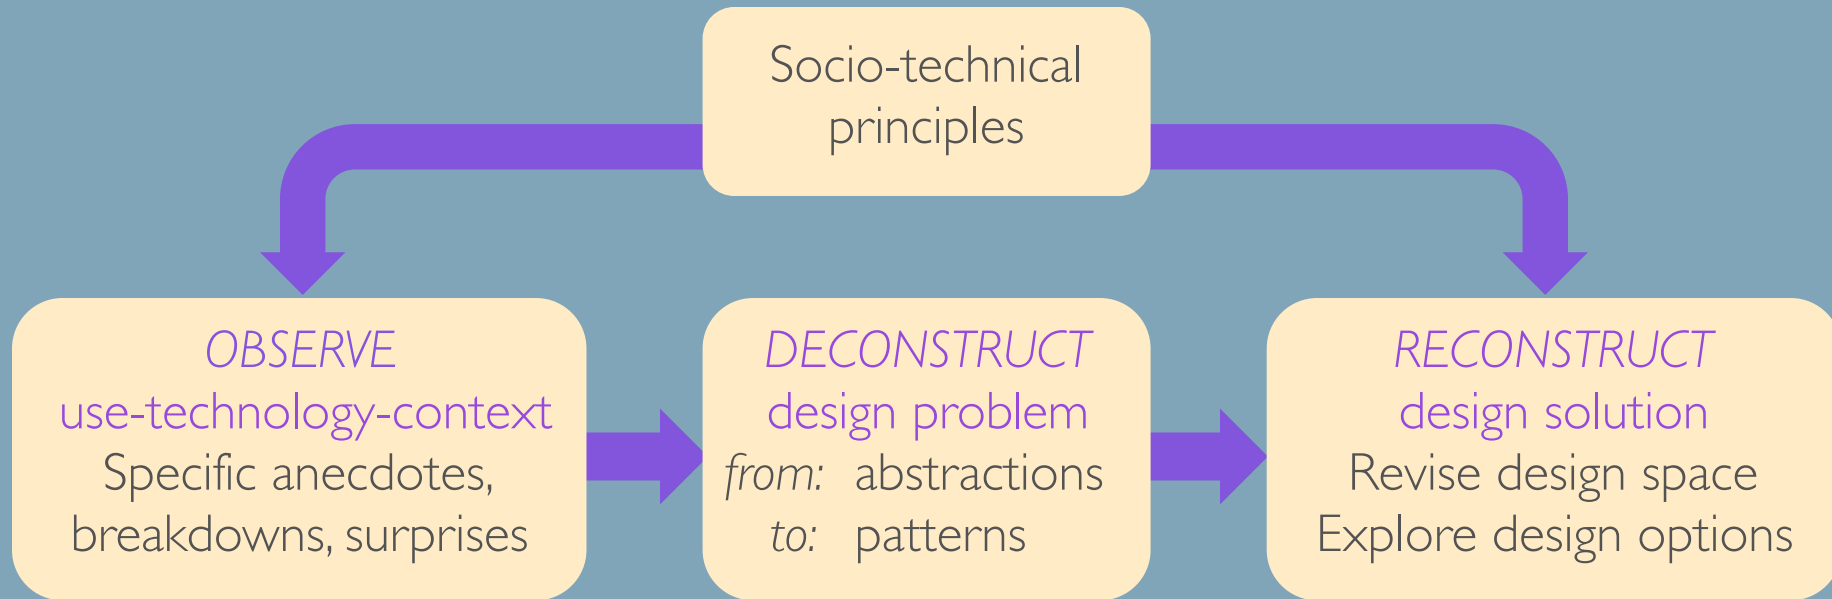 Socio-technical
principles
OBSERVE
use-technology-context
Specific anecdotes,
breakdowns, surprises
DECONSTRUCT
design problem
from: abstractions
to: patterns
RECONSTRUCT
design solution
Revise design space
Explore design options